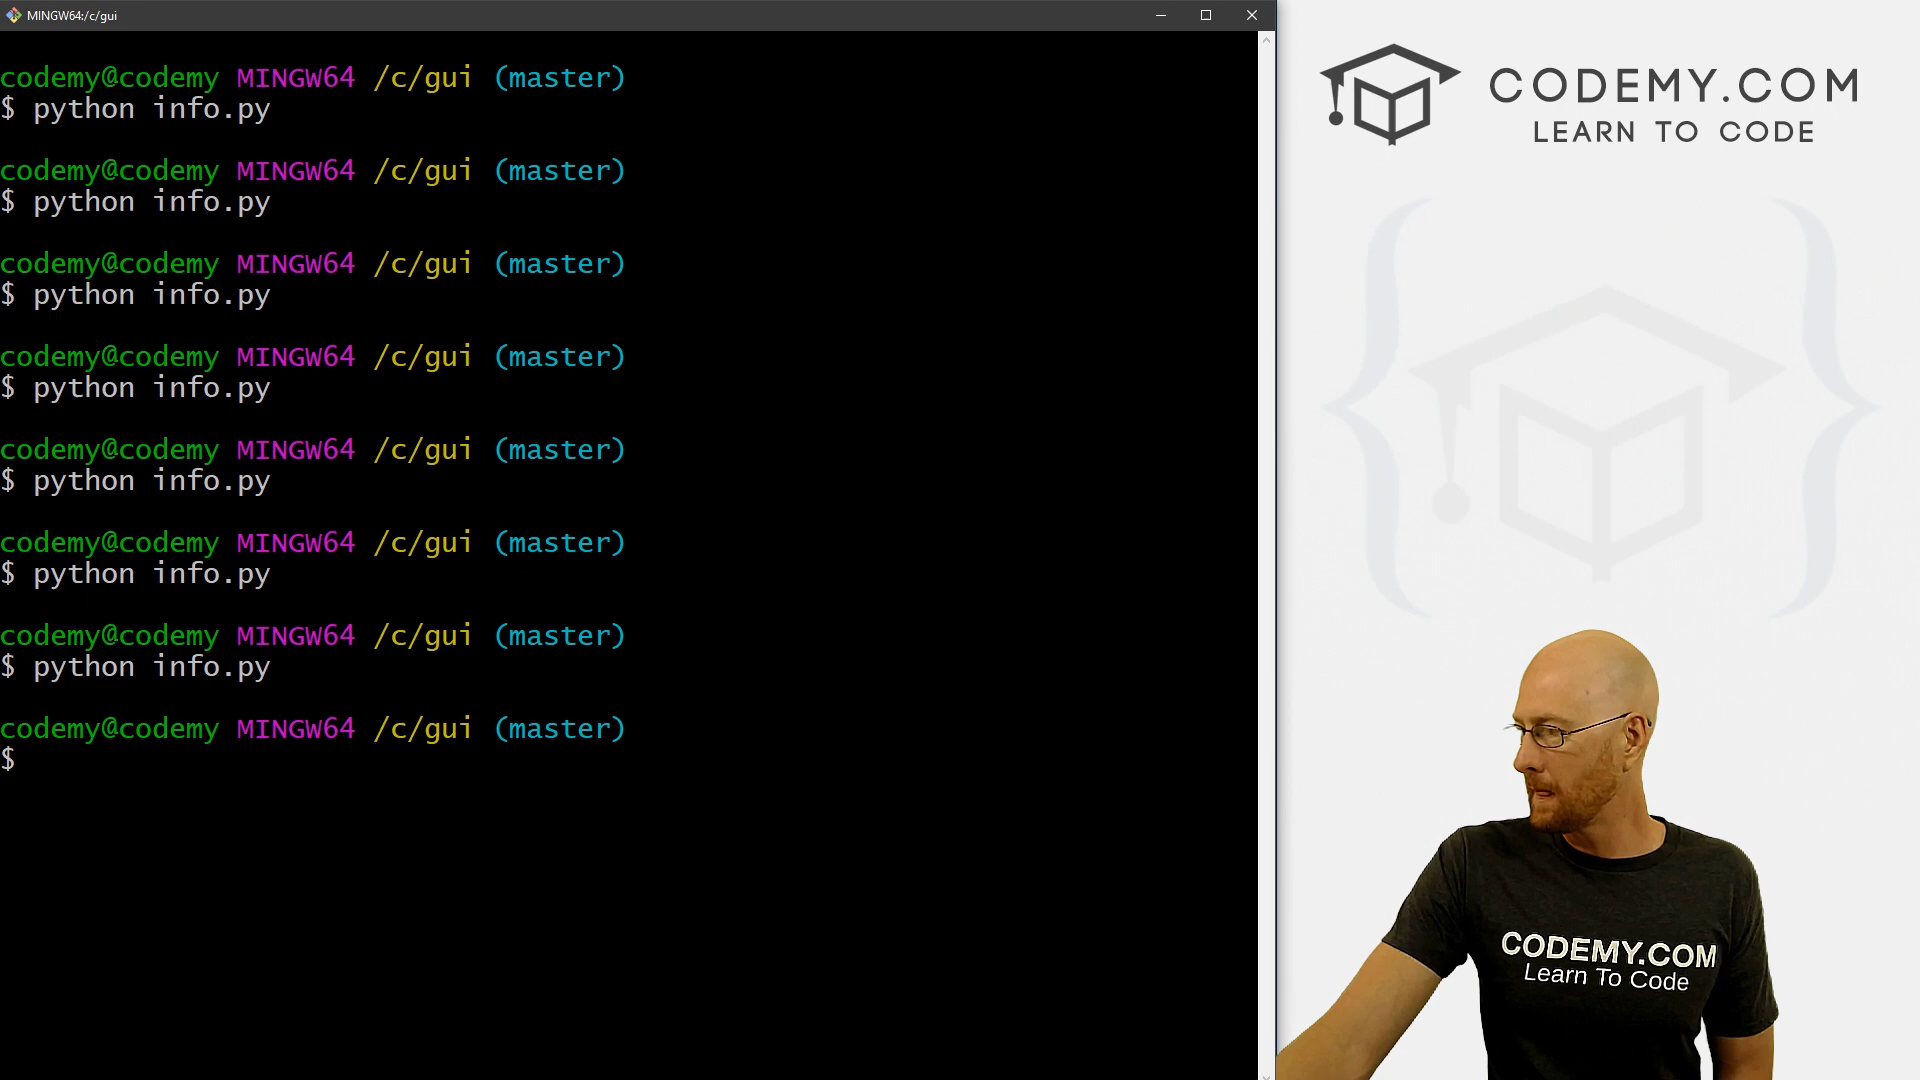 MINGW64:/c/gui
codemy@codemy MINGW64 /c/gui (master)
$ python info.py
codemy@codemy MINGW64 /c/gui (master)
$ python info.py
codemy@codemy MINGW64 /c/gui (master)
$ python info.py
codemy@codemy MINGW64 /c/gui (master)
$ python info.py
codemy@codemy MINGW64 /c/gui (master)
$ python info.py
codemy@codemy MINGW64 /c/gui (master)
$ python info.py
codemy@codemy MINGW64 /c/gui (master)
$ python info.py
codemy@codemy MINGW64 /c/gui (master)
$
CODEMY.COM
LEARN TO CODE
CODEMY.COM
Learn To Code